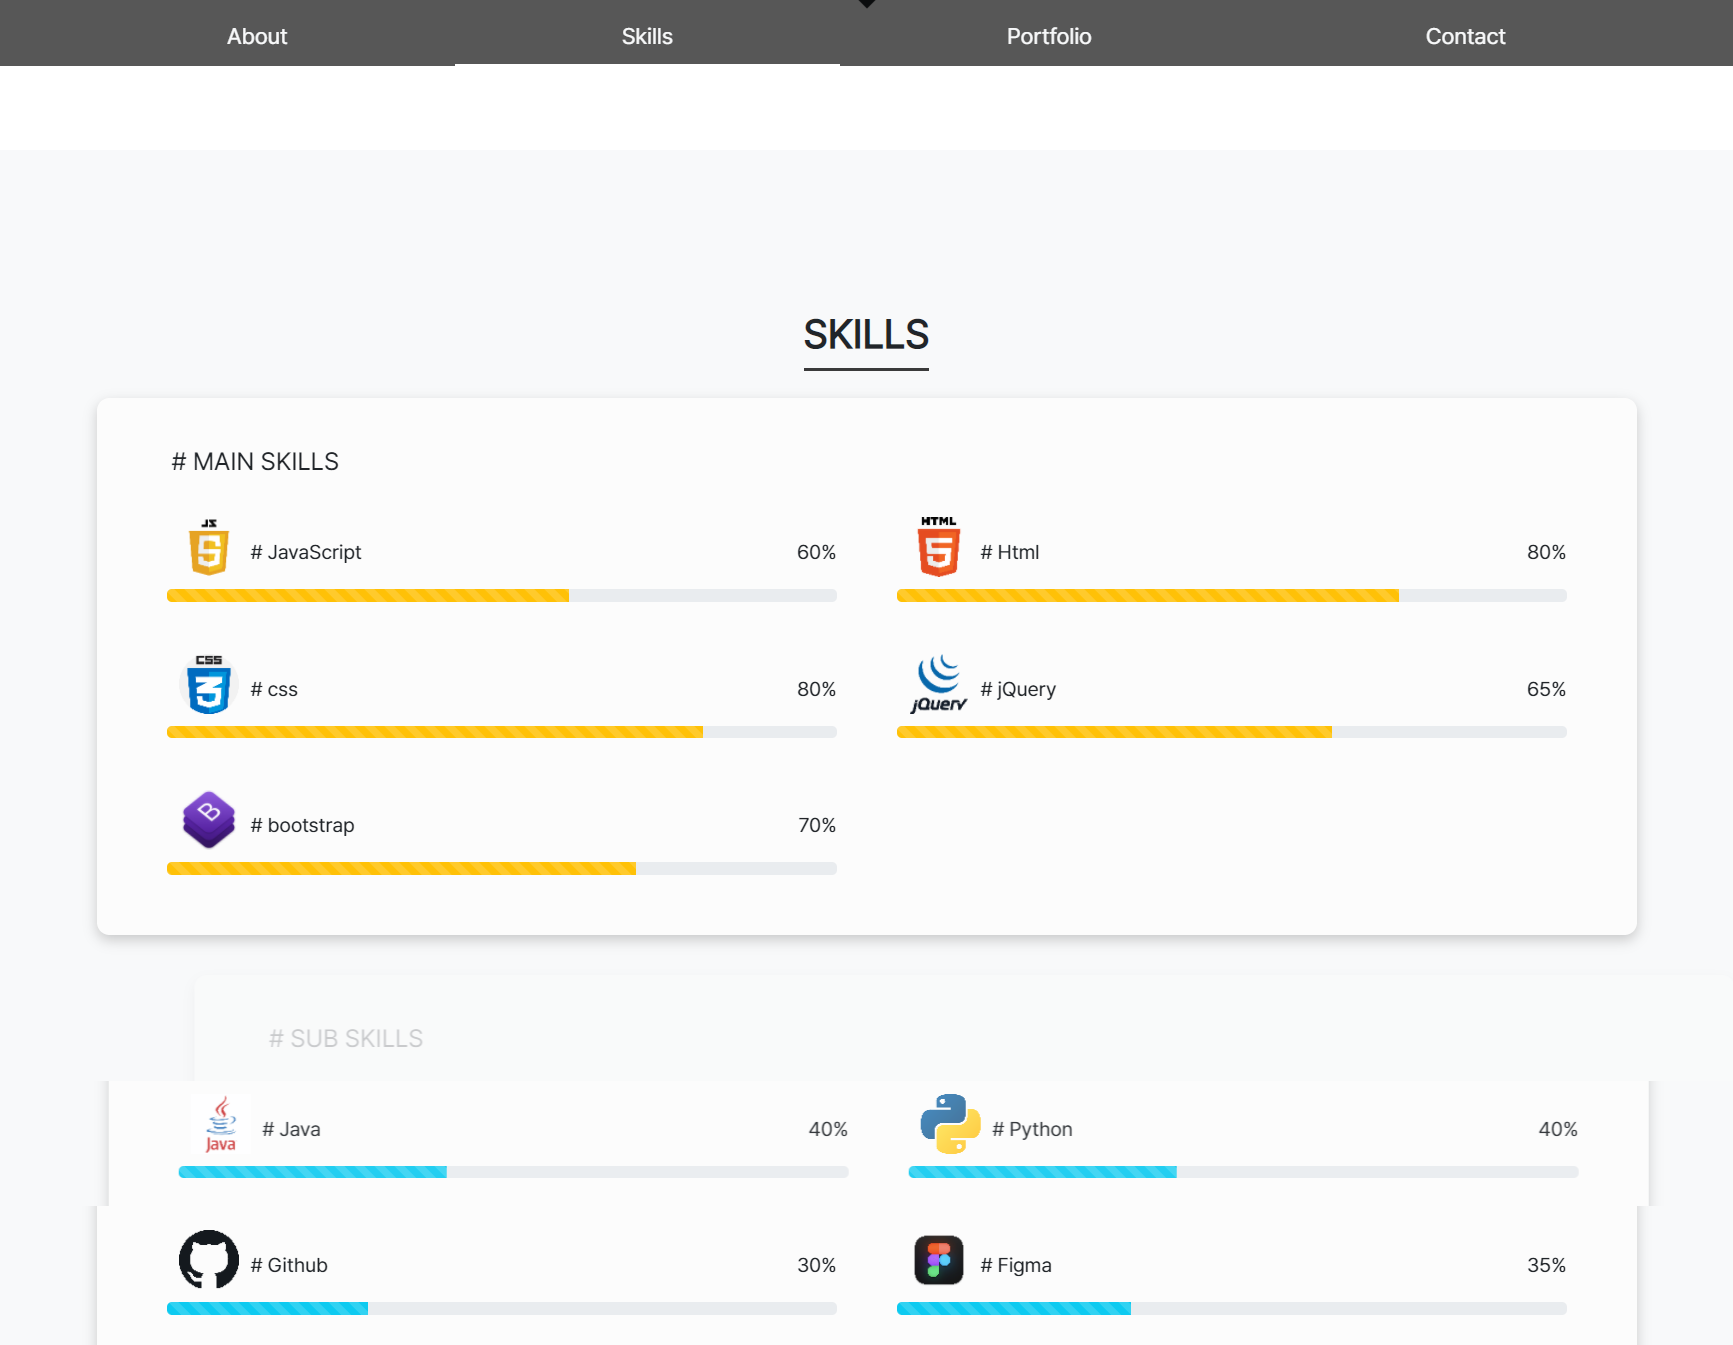 About Skills Portfolio Contact
SKILLS
# MAIN SKILLS
JS
# JavaScript 60%
HTML
# Html 80%
CSS
# css 80%
jQuery
# jQuery 65%
B
# bootstrap 70%
# SUB SKILLS
Java
# Java 40%
# Python 40%
# Github 30%
# Figma 35%